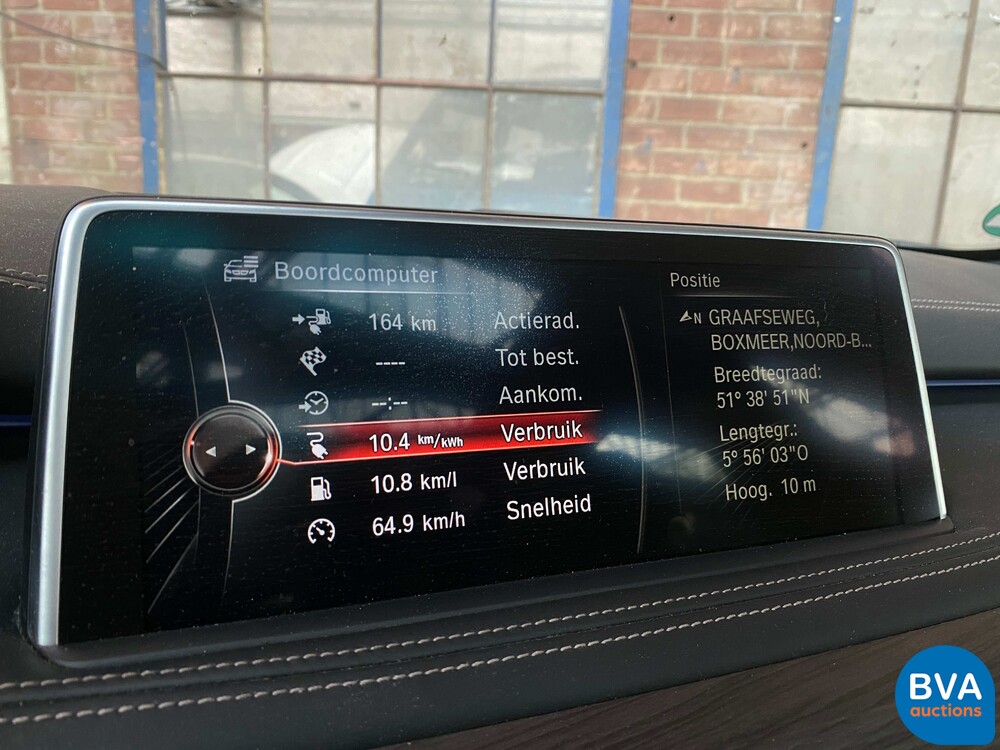 Boordcomputer
164 km Actierad.
---- Tot best.
--:-- Aankom.
10.4 km/kWh Verbruik
10.8 km/l Verbruik
64.9 km/h Snelheid
Positie
N GRAAFSEWEG,
BOXMEER,NOORD-B...
Breedtegraad:
51° 38' 51"N
Lengtegr.:
5° 56' 03"O
Hoog. 10 m
BVA
auctions